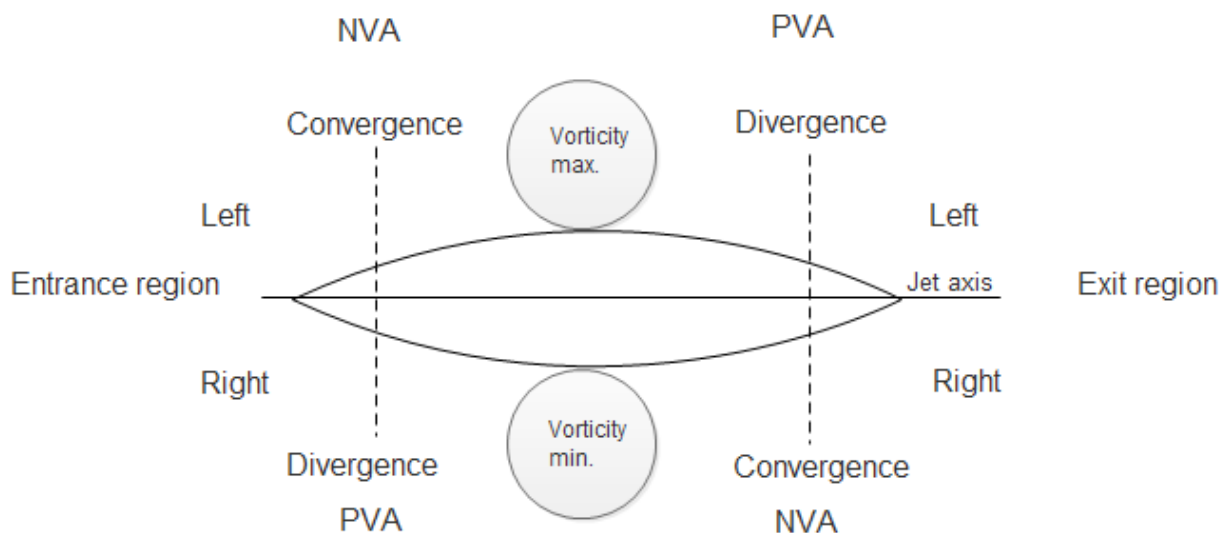 NVA
PVA
Convergence
Vorticity
max.
Divergence
Left
Left
Entrance region
Jet axis
Exit region
Right
Right
Divergence
Vorticity
min.
Convergence
PVA
NVA